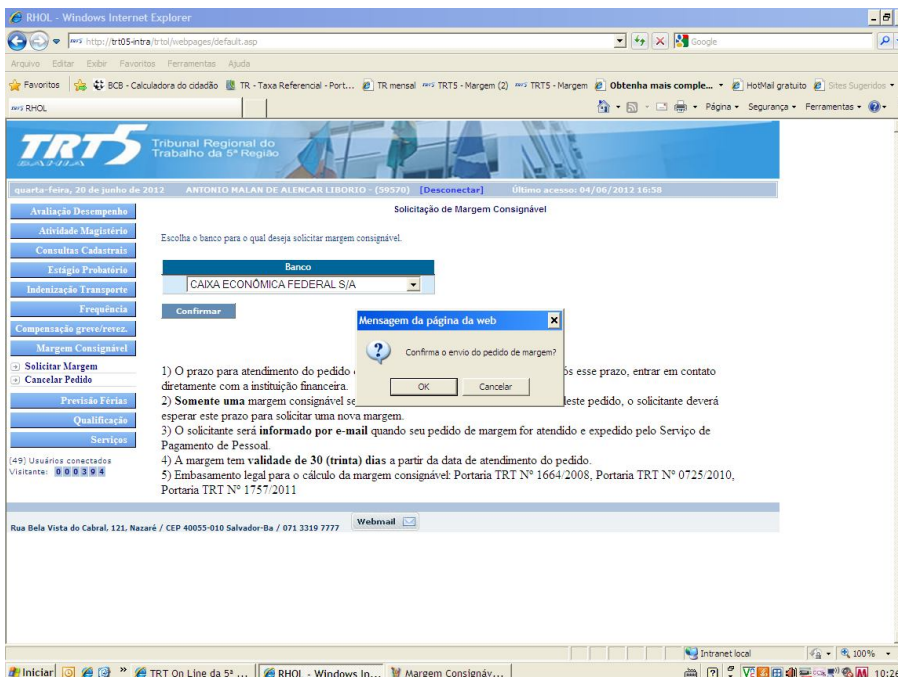 RHOL - Windows Internet Explorer
http://trt05-intra/trtol/webpages/default.asp
Google
Arquivo Editar Exibir Favoritos Ferramentas Ajuda
Favoritos BCB - Calculadora do cidadão TR - Taxa Referencial - Port... TR mensal TRT5 - Margem (2) TRT5 - Margem Obtenha mais comple... HotMail gratuito Sites Sugeridos
RHOL
Página Segurança Ferramentas
TRT5
BAHIA
Tribunal Regional do
Trabalho da 5ª Região
quarta-feira, 20 de junho de 2012 ANTONIO MALAN DE ALENCAR LIBORIO - (59570) [Desconectar] Último acesso: 04/06/2012 16:58
Avaliação Desempenho
Atividade Magistério
Consultas Cadastrais
Estágio Probatório
Indenização Transporte
Frequência
Compensação greve/revez.
Margem Consignável
Solicitar Margem
Cancelar Pedido
Previsão Férias
Qualificação
Serviços
(49) Usuários conectados
Visitante: 000394
Solicitação de Margem Consignável
Escolha o banco para o qual deseja solicitar margem consignável.
Banco
CAIXA ECONÔMICA FEDERAL S/A
Confirmar
Mensagem da página da web
Confirma o envio do pedido de margem?
OK Cancelar
1) O prazo para atendimento do pedido ós esse prazo, entrar em contato
diretamente com a instituição financeira.
2) Somente uma margem consignável se deste pedido, o solicitante deverá
esperar este prazo para solicitar uma nova margem.
3) O solicitante será informado por e-mail quando seu pedido de margem for atendido e expedido pelo Serviço de
Pagamento de Pessoal.
4) A margem tem validade de 30 (trinta) dias a partir da data de atendimento do pedido.
5) Embasamento legal para o cálculo da margem consignável: Portaria TRT Nº 1664/2008, Portaria TRT Nº 0725/2010,
Portaria TRT Nº 1757/2011
Rua Bela Vista do Cabral, 121, Nazaré / CEP 40055-010 Salvador-Ba / 071 3319 7777
Webmail
Intranet local 100%
Iniciar TRT On Line da 5ª ... RHOL - Windows In... Margem Consignáv... 10:26